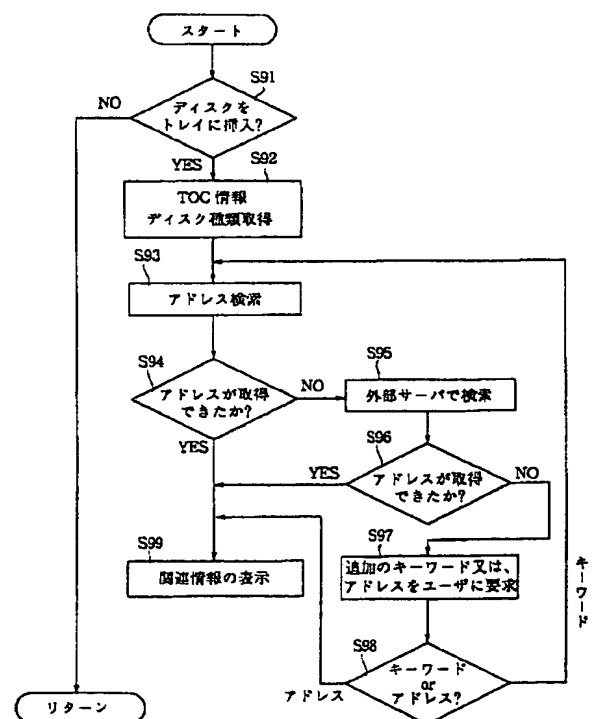 スタート
S91
NO
ディスクを
トレイに挿入?
YES
S92
TOC 情報
ディスク種類取得
S93
アドレス検索
S94
アドレスが取得
できたか?
NO
YES
S95
外部サーバで検索
S96
アドレスが取得
できたか?
YES
NO
S97
追加のキーワード又は、
アドレスをユーザに要求
S98
キーワード
or
アドレス?
アドレス
キーワード
S99
関連情報の表示
リターン